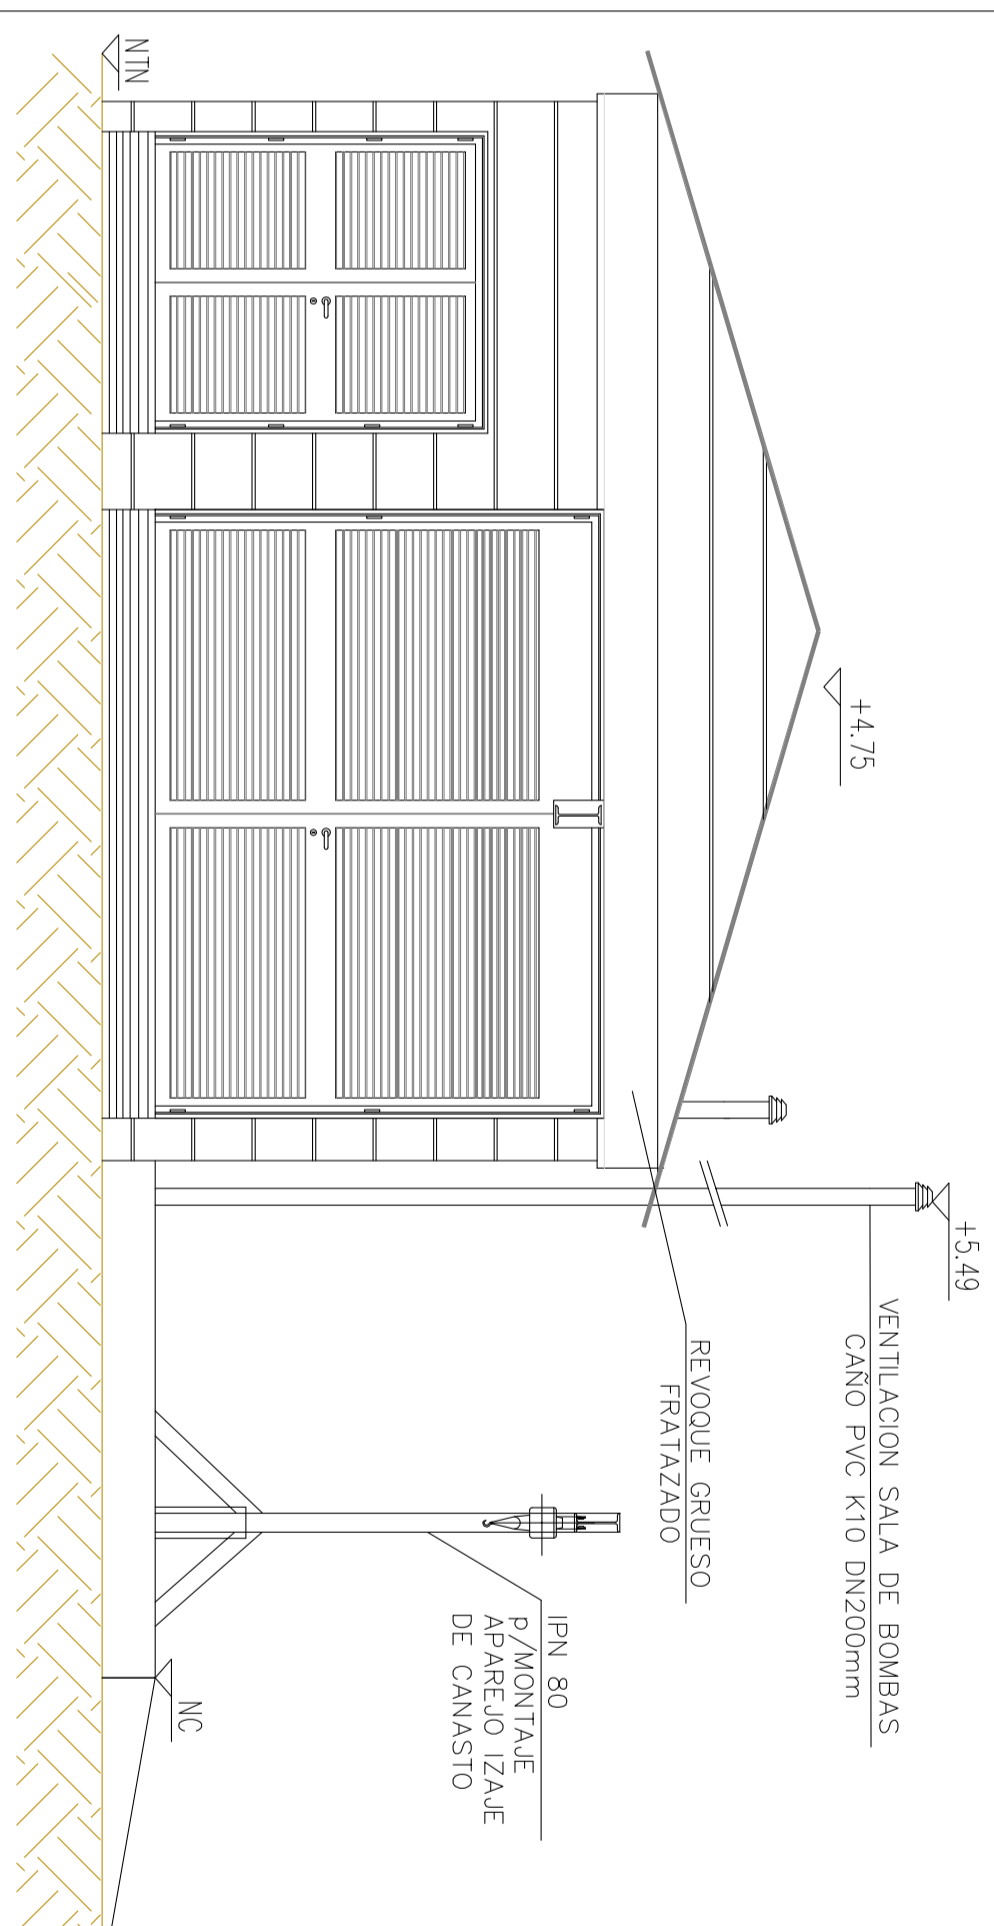 NTN
+4.75
+5.49
VENTILACION SALA DE BOMBAS
CAÑO PVC K10 DN200mm
REVOQUE GRUESO
FRATAZADO
IPN 80
p/MONTAJE
APAREJO IZAJE
DE CANASTO
NC